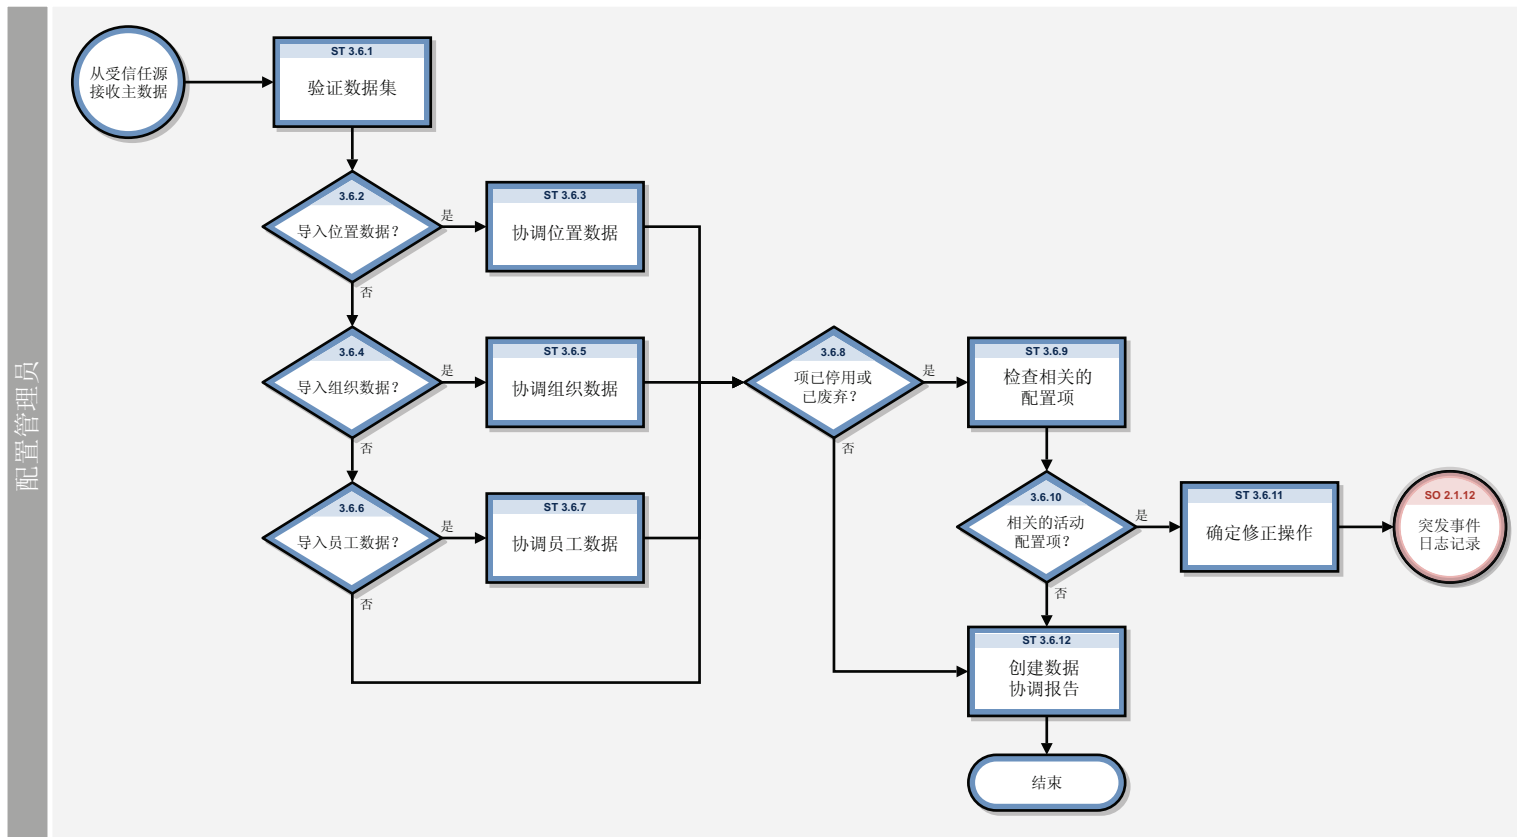 配置管理员
从受信任源
接收主数据
ST 3.6.1
验证数据集
3.6.2
导入位置数据？
是
否
ST 3.6.3
协调位置数据
3.6.4
导入组织数据？
是
否
ST 3.6.5
协调组织数据
3.6.6
导入员工数据？
是
否
ST 3.6.7
协调员工数据
3.6.8
项已停用或
已废弃？
是
否
ST 3.6.9
检查相关的
配置项
3.6.10
相关的活动
配置项？
是
否
ST 3.6.11
确定修正操作
SO 2.1.12
突发事件
日志记录
ST 3.6.12
创建数据
协调报告
结束